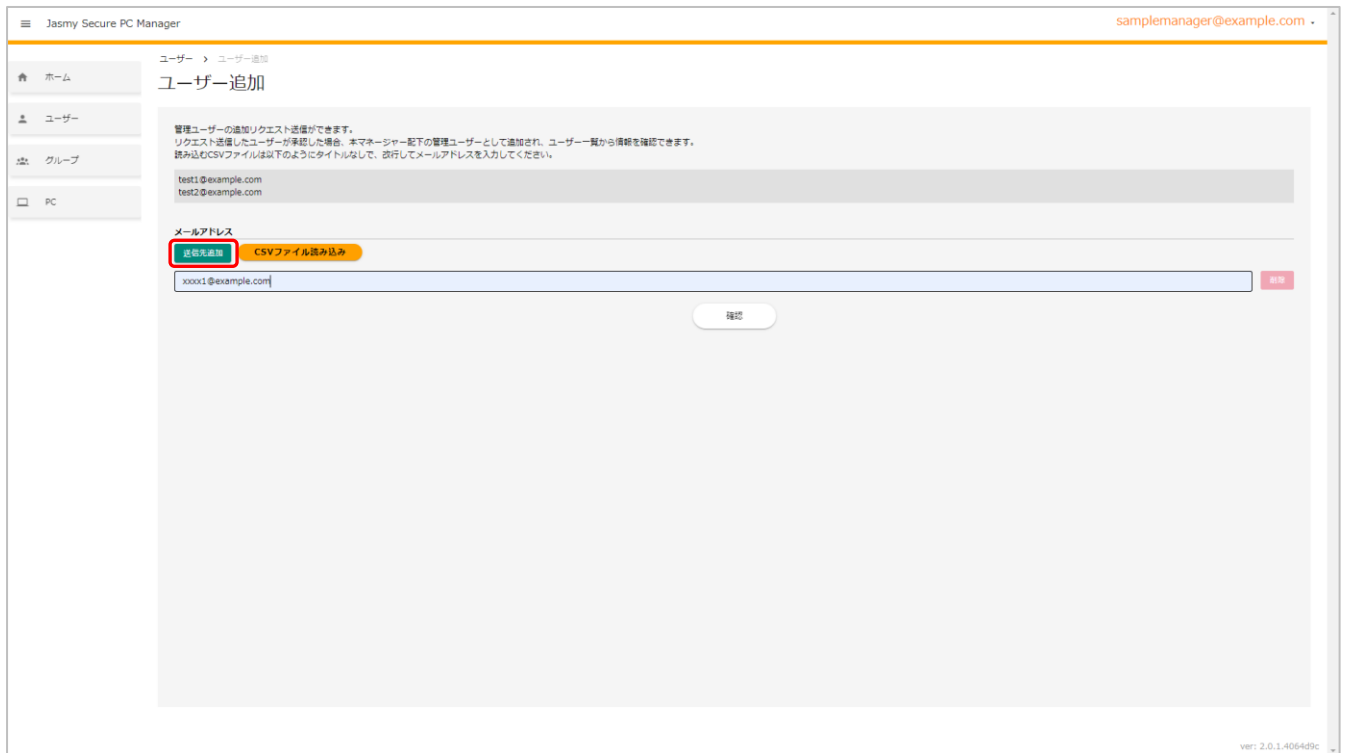 Jasmy Secure PC Manager
samplemanager@example.com
ホーム
ユーザー
グループ
PC
ユーザー > ユーザー追加
ユーザー追加
管理ユーザーの追加リクエスト送信ができます。
リクエスト送信したユーザーが承認した場合、本マネージャー配下の管理ユーザーとして追加され、ユーザー一覧から情報を確認できます。
読み込むCSVファイルは以下のようにタイトルなしで、改行してメールアドレスを入力してください。
test1@example.com
test2@example.com
メールアドレス
送信先追加 CSVファイル読み込み
xxxx1@example.com 削除
確認
ver: 2.0.1.4064d9c